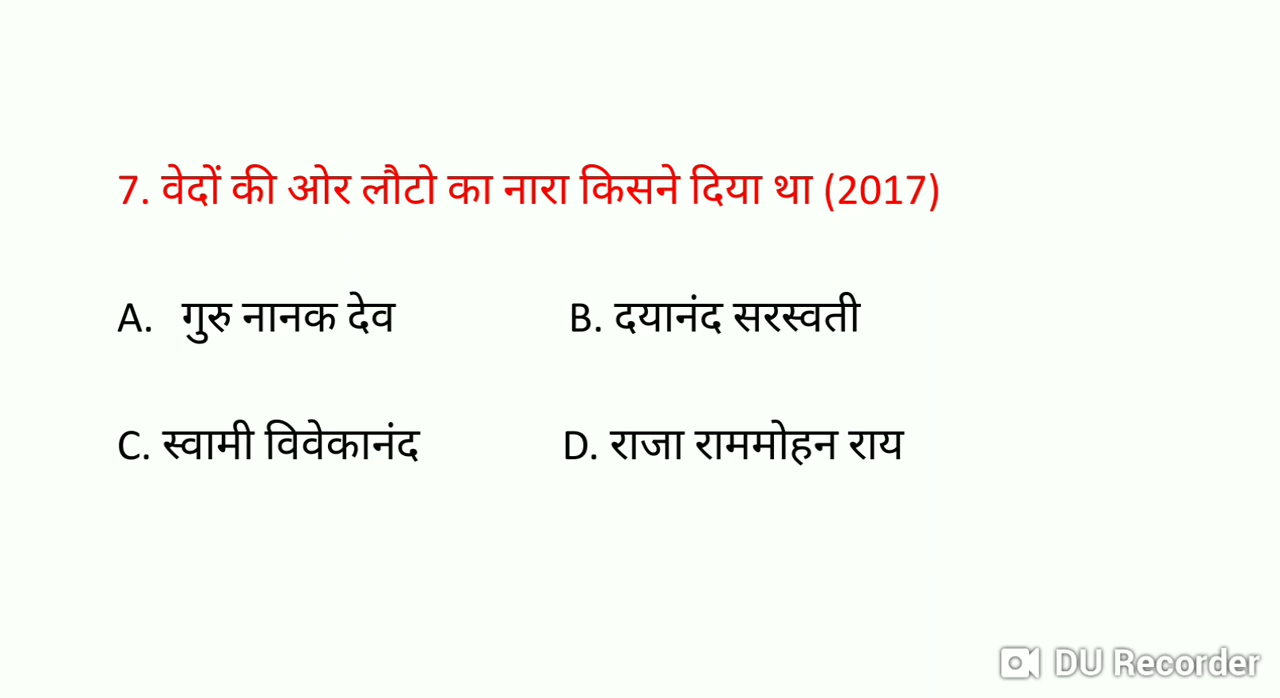 7. वेदों की ओर लौटो का नारा किसने दिया था (2017)
A. गुरु नानक देव B. दयानंद सरस्वती
C. स्वामी विवेकानंद D. राजा राममोहन राय
DU Recorder